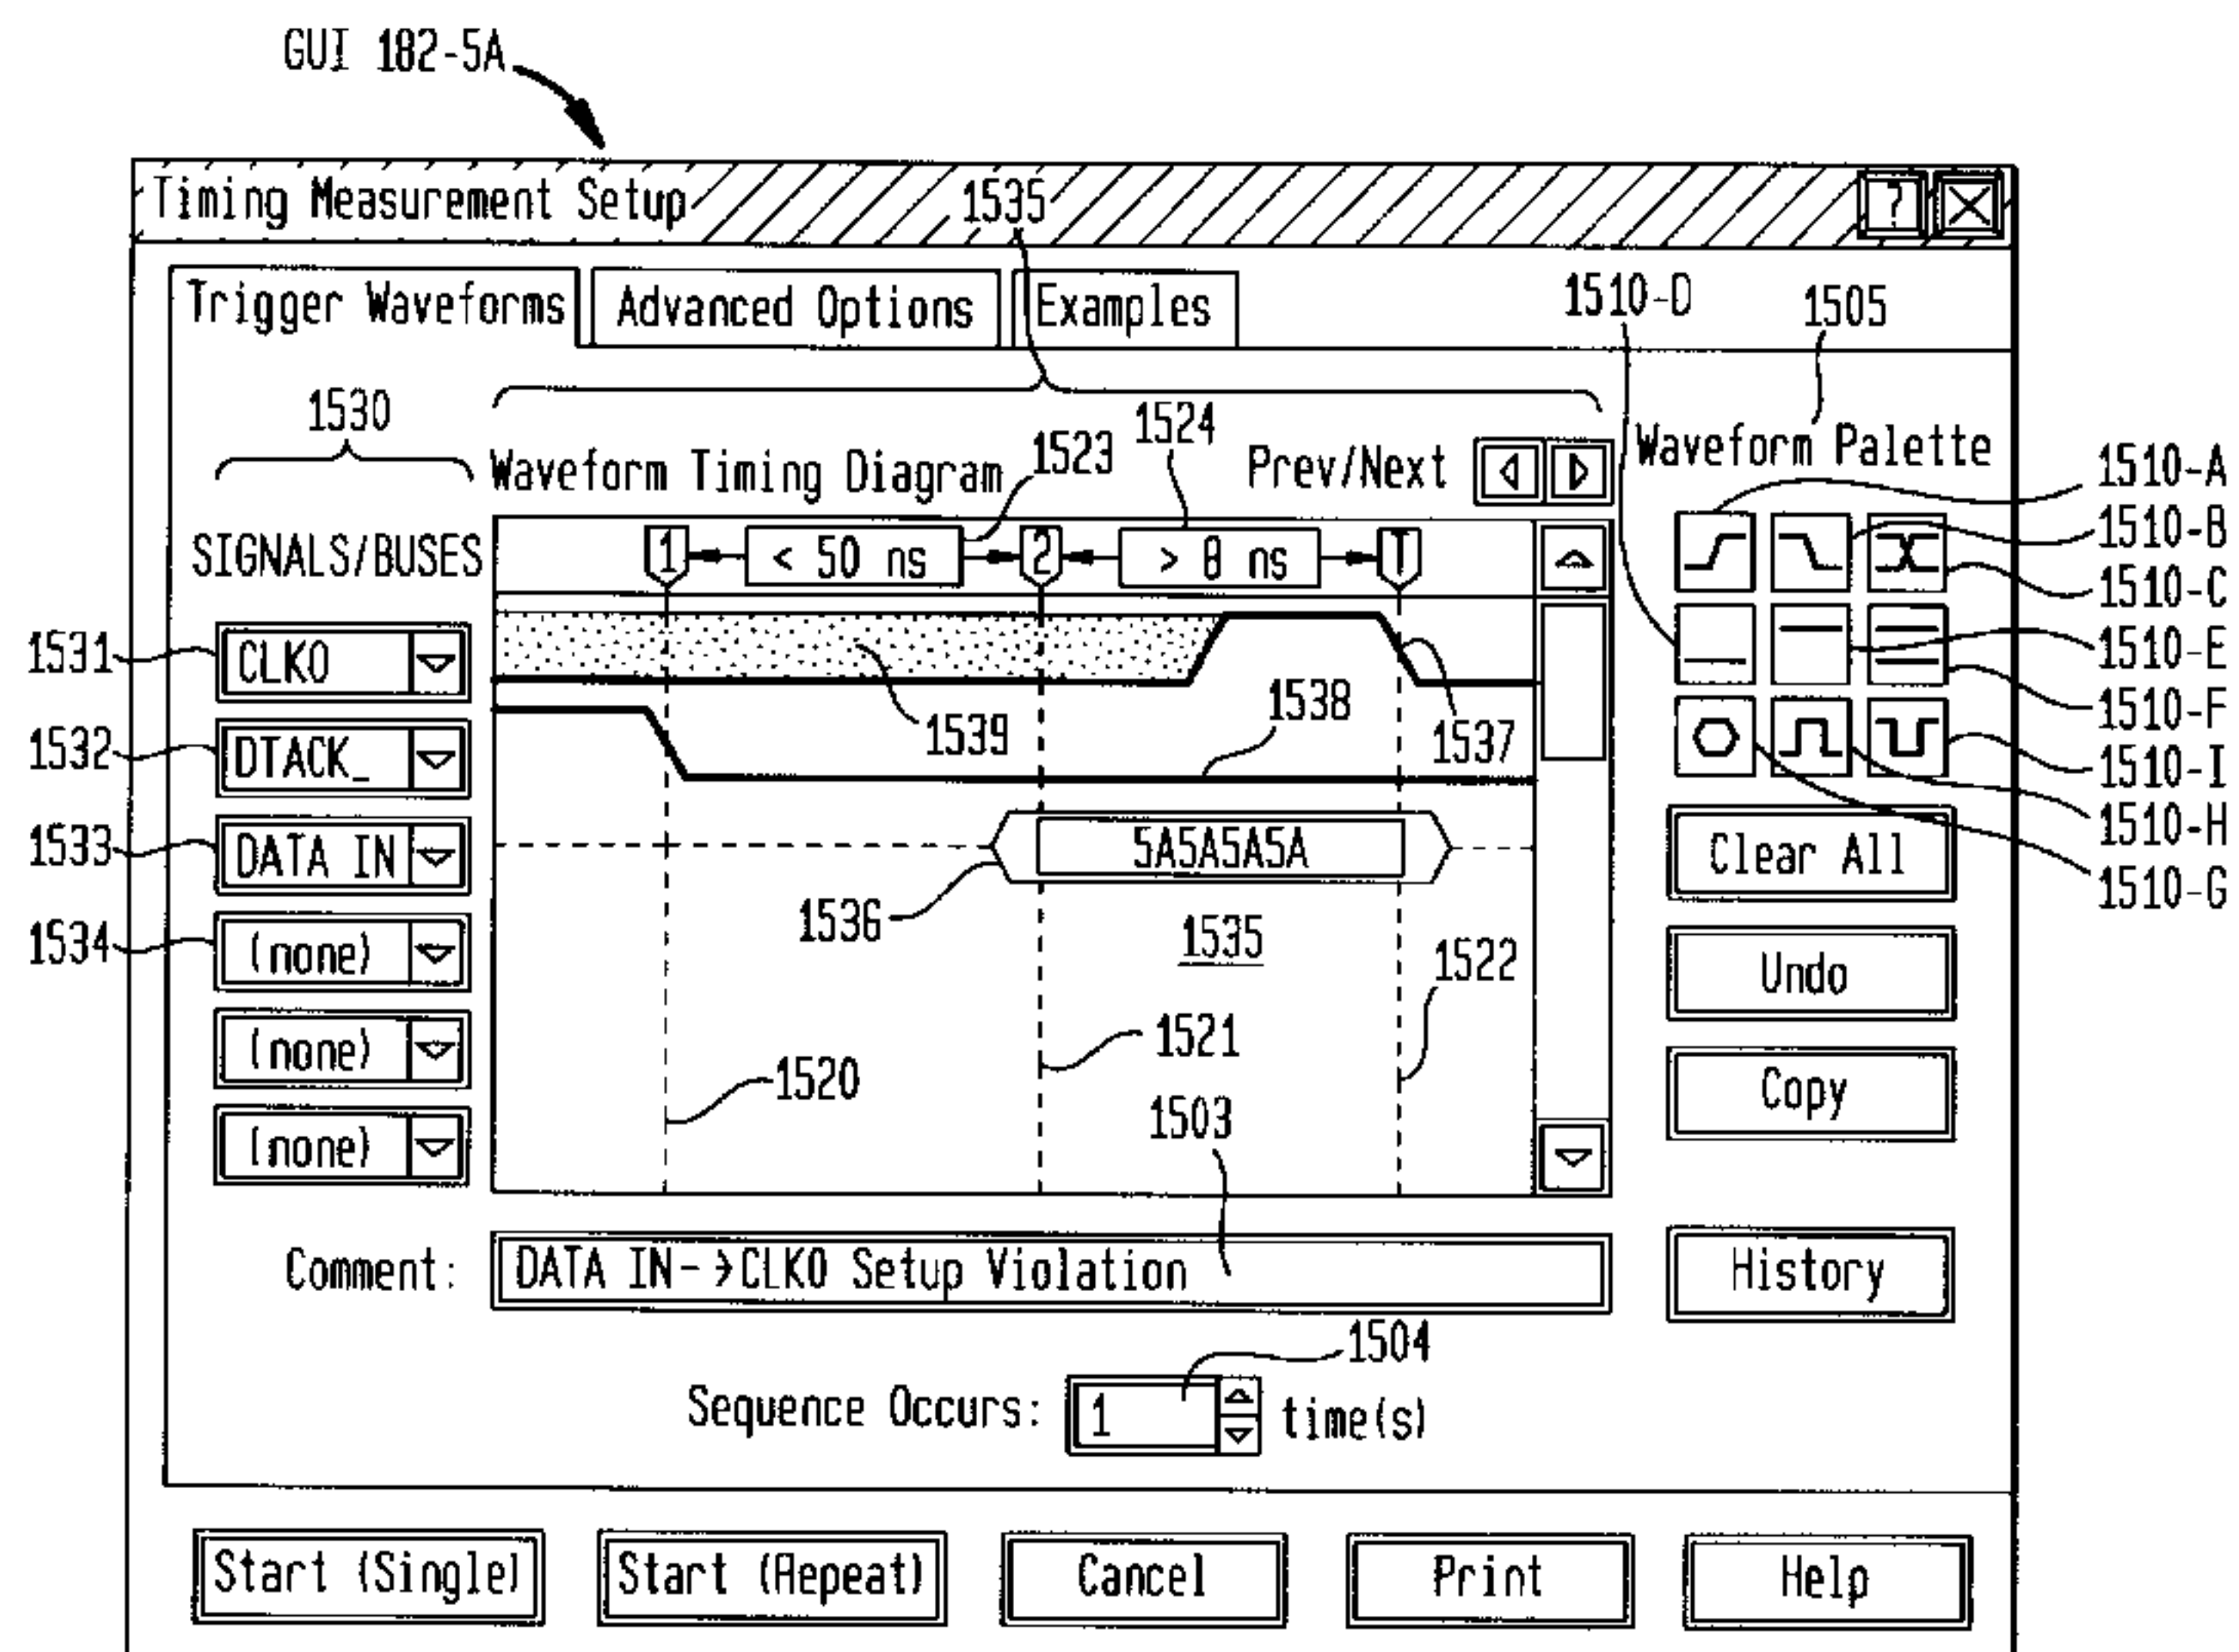 GUI 182-5A
Timing Measurement Setup
1535
?
Trigger Waveforms
Advanced Options
Examples
1510-D
1505
1530
Waveform Timing Diagram
1523
1524
Prev/Next
Waveform Palette
1510-A
1510-B
1510-C
1510-E
1510-F
1510-I
1510-H
1510-G
SIGNALS/BUSES
1
< 50 ns
2
> 8 ns
T
1531
CLK0
1539
1538
1537
1532
DTACK_
1533
DATA IN
5A5A5A5A
Clear All
1536
1534
(none)
1535
1522
Undo
(none)
1521
1520
Copy
1503
(none)
Comment:
DATA IN->CLK0 Setup Violation
History
1504
Sequence Occurs:
1
time(s)
Start (Single)
Start (Repeat)
Cancel
Print
Help